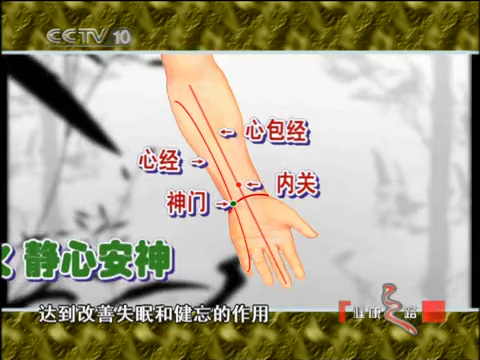 CCTV 10
心包经
心经
内关
神门
静心安神
达到改善失眠和健忘的作用
健康之路